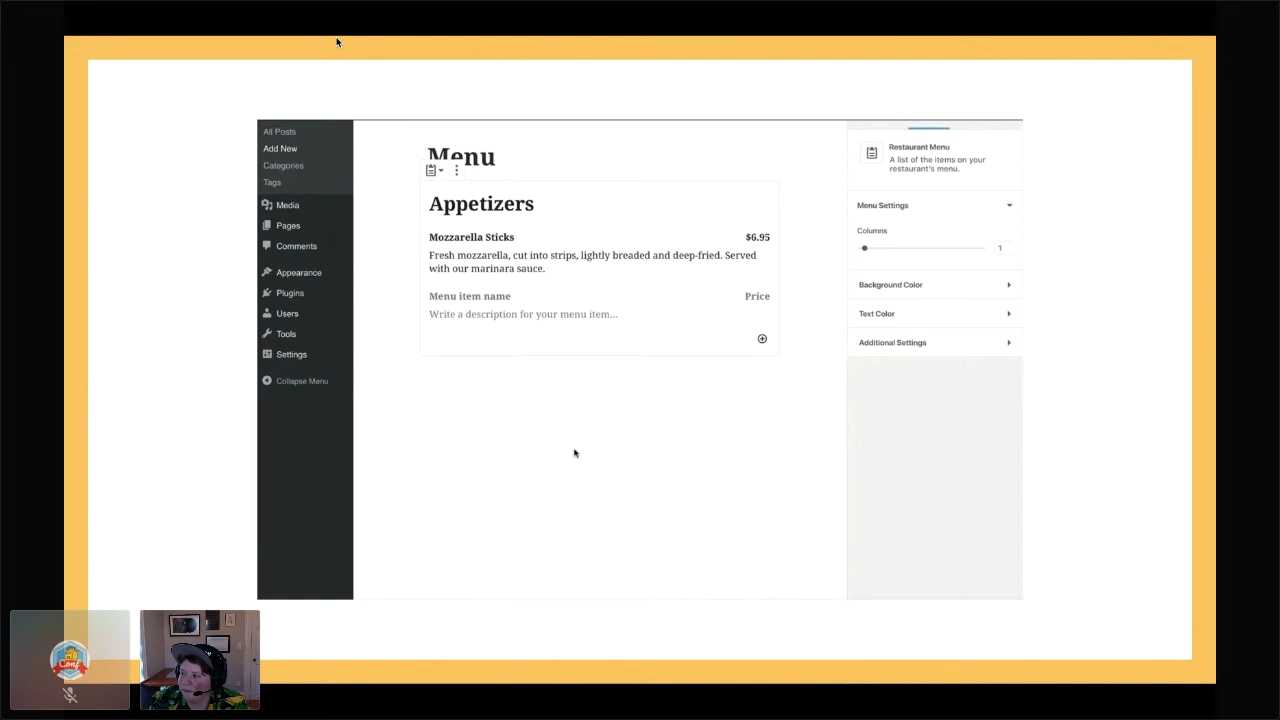 All Posts
Add New
Categories
Tags
Media
Pages
Comments
Appearance
Plugins
Users
Tools
Settings
Collapse Menu
Menu
Appetizers
Mozzarella Sticks $6.95
Fresh mozzarella, cut into strips, lightly breaded and deep-fried. Served
with our marinara sauce.
Menu item name Price
Write a description for your menu item...
Restaurant Menu
A list of the items on your
restaurant's menu.
Menu Settings
Columns
1
Background Color
Text Color
Additional Settings
Conf